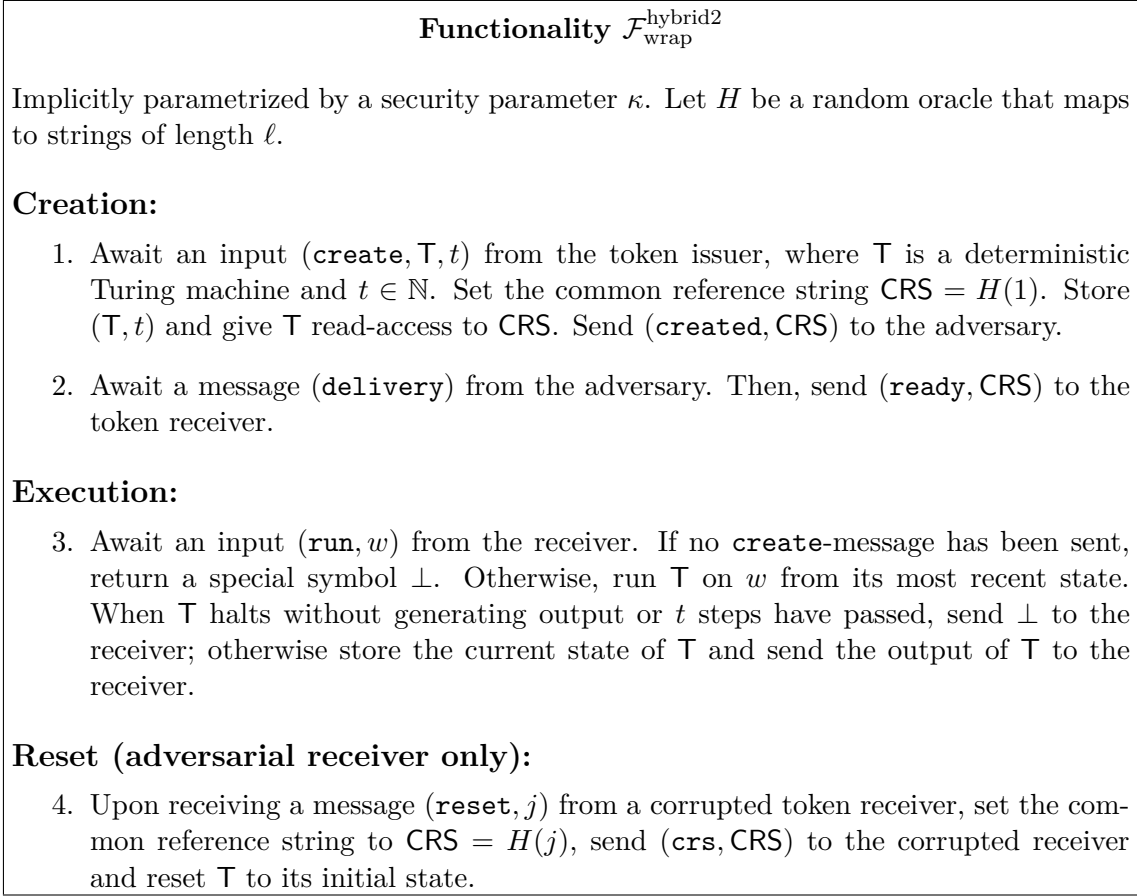 Functionality $\mathcal{F}_{\text{wrap}}^{\text{hybrid2}}$
Implicitly parametrized by a security parameter κ. Let H be a random oracle that maps
to strings of length ℓ.
Creation:
1. Await an input (create, T, t) from the token issuer, where T is a deterministic
Turing machine and t ∈ ℕ. Set the common reference string CRS = H(1). Store
(T, t) and give T read-access to CRS. Send (created, CRS) to the adversary.
2. Await a message (delivery) from the adversary. Then, send (ready, CRS) to the
token receiver.
Execution:
3. Await an input (run, w) from the receiver. If no create-message has been sent,
return a special symbol ⊥. Otherwise, run T on w from its most recent state.
When T halts without generating output or t steps have passed, send ⊥ to the
receiver; otherwise store the current state of T and send the output of T to the
receiver.
Reset (adversarial receiver only):
4. Upon receiving a message (reset, j) from a corrupted token receiver, set the com-
mon reference string to CRS = H(j), send (crs, CRS) to the corrupted receiver
and reset T to its initial state.